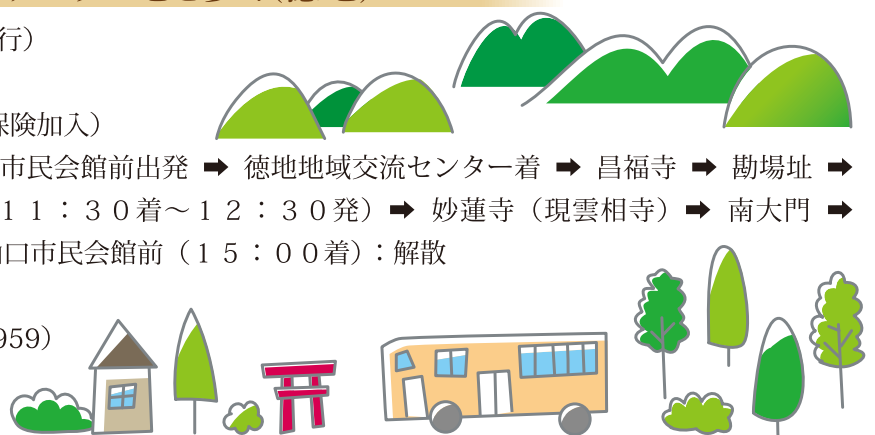 行）
保険加入）
市民会館前出発 ➡ 徳地地域交流センター着 ➡ 昌福寺 ➡ 勘場址 ➡
１１：３０着～１２：３０発）➡ 妙蓮寺（現雲相寺）➡ 南大門 ➡
山口市民会館前（１５：００着）：解散
959）